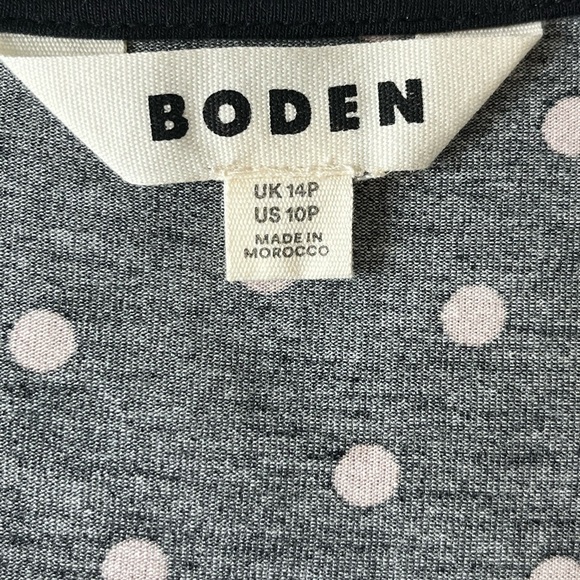 BODEN
UK 14P
US 10P
MADE IN
MOROCCO